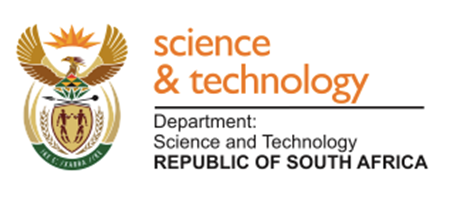 science
& technology
Department:
Science and Technology
REPUBLIC OF SOUTH AFRICA